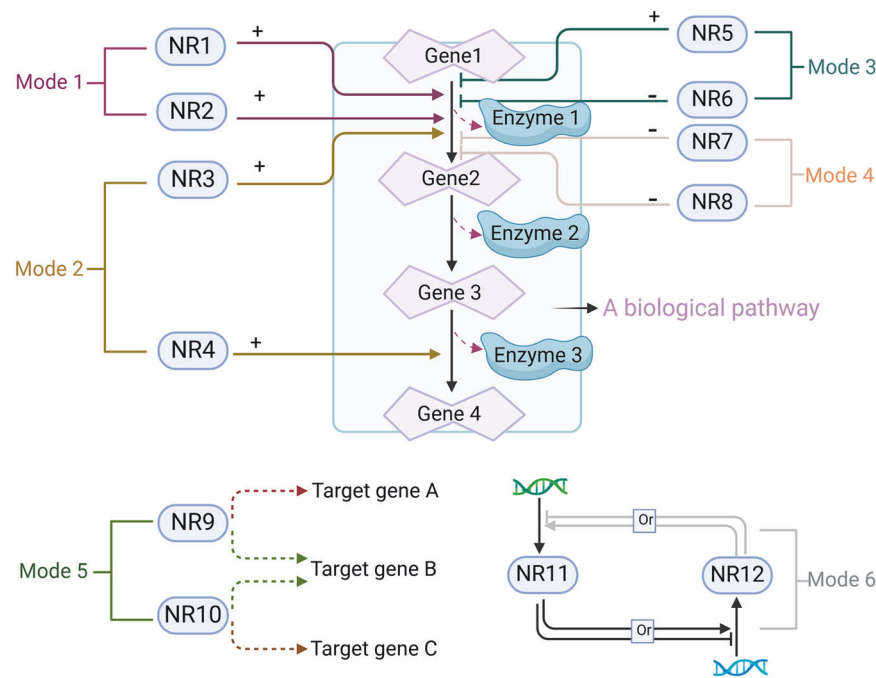 NR1
+
Mode 1
NR2
+
NR3
+
Mode 2
NR4
+
Gene1
Enzyme 1
Gene2
Enzyme 2
Gene 3
A biological pathway
Enzyme 3
Gene 4
+
NR5
Mode 3
-
NR6
-
NR7
Mode 4
-
NR8
NR9
Mode 5
NR10
Target gene A
Target gene B
Target gene C
Or
NR11
NR12
Mode 6
Or